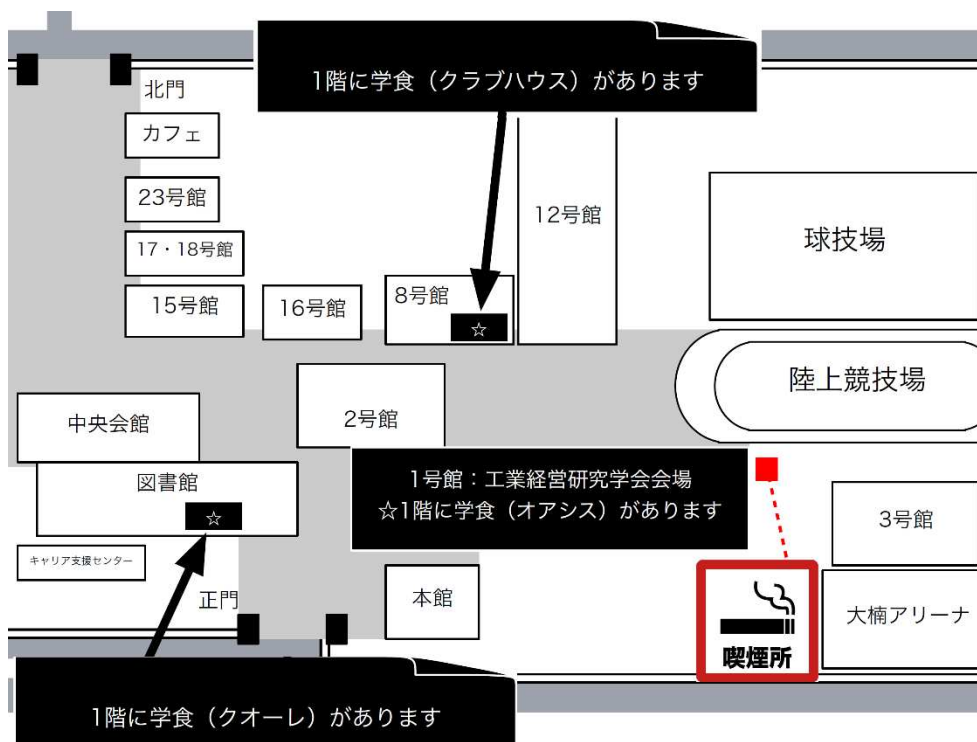 1階に学食（クラブハウス）があります
北門
カフェ
23号館
17・18号館
15号館
16号館
8号館
☆
12号館
球技場
陸上競技場
中央会館
2号館
図書館
☆
1号館：工業経営研究学会会場
☆1階に学食（オアシス）があります
3号館
キャリア支援センター
正門
本館
喫煙所
大楠アリーナ
1階に学食（クオーレ）があります